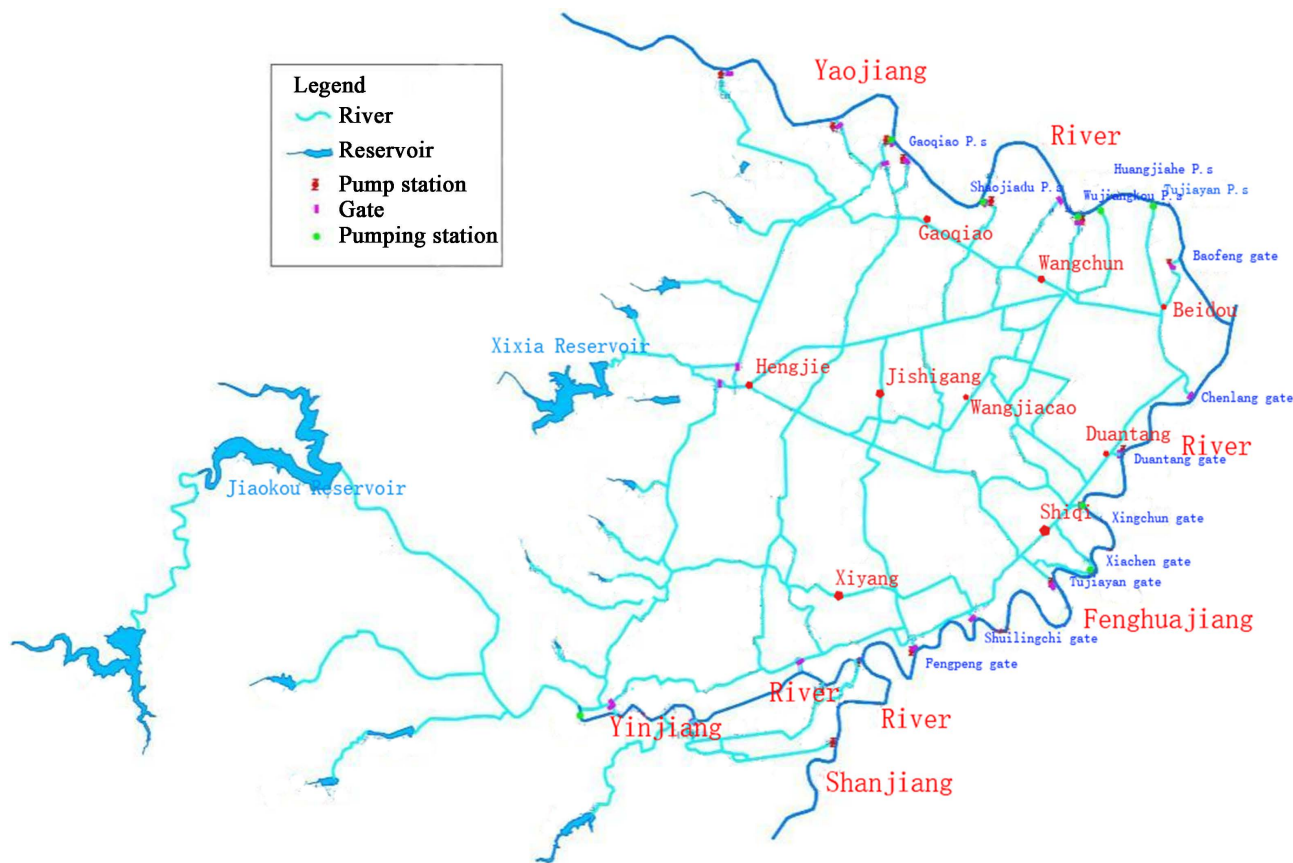 Legend
River
Reservoir
Pump station
Gate
Pumping station
Yaojiang
River
Gaoqiao P.s
Huangjiahe P.s
Shaojiadu P.s
Tujiayan P.s
Wujiangkou P.s
Gaoqiao
Wangchun
Baofeng gate
Beidou
Xixia Reservoir
Hengjie
Jishigang
Wangjiacao
Chenlang gate
Duantang
River
Duantang gate
Jiaokou Reservoir
Shiqi
Xingchun gate
Xiachen gate
Xiyang
Tujiayan gate
Fenghuajiang
Shuilingchi gate
Pengpeng gate
River
Yinjiang
River
Shanjiang